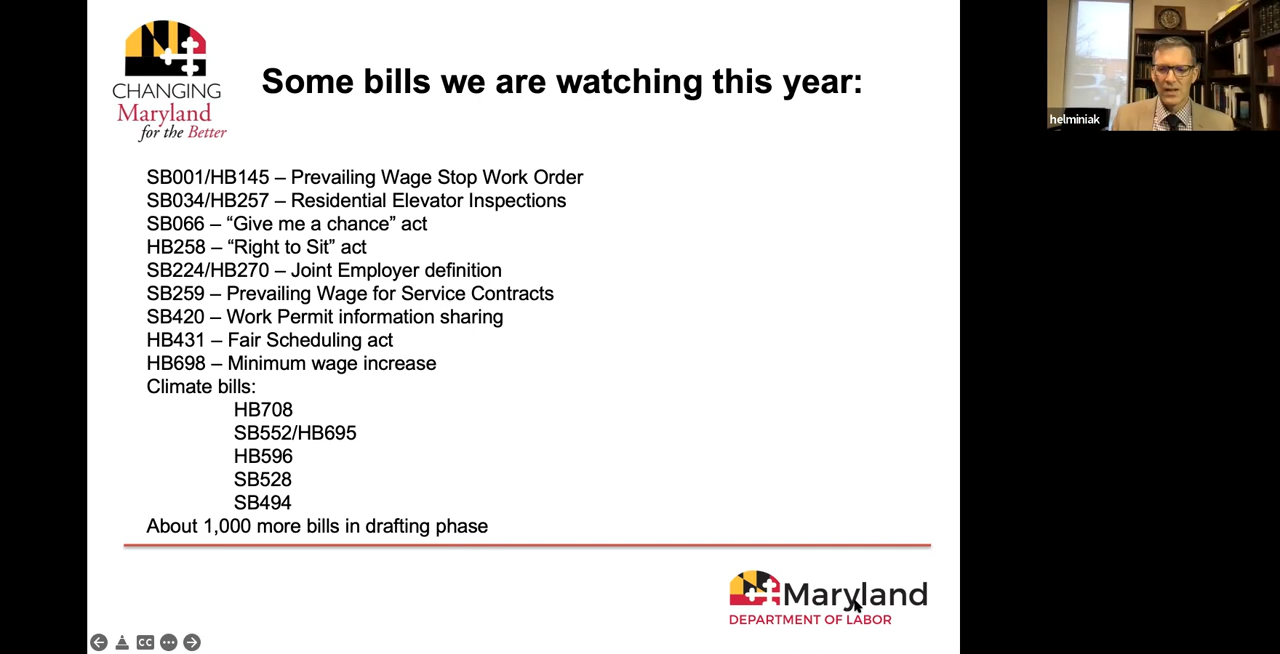 CHANGING
Maryland
for the Better
Some bills we are watching this year:
helminiak
SB001/HB145 – Prevailing Wage Stop Work Order
SB034/HB257 – Residential Elevator Inspections
SB066 – “Give me a chance” act
HB258 – “Right to Sit” act
SB224/HB270 – Joint Employer definition
SB259 – Prevailing Wage for Service Contracts
SB420 – Work Permit information sharing
HB431 – Fair Scheduling act
HB698 – Minimum wage increase
Climate bills:
HB708
SB552/HB695
HB596
SB528
SB494
About 1,000 more bills in drafting phase
Maryland
DEPARTMENT OF LABOR
CC